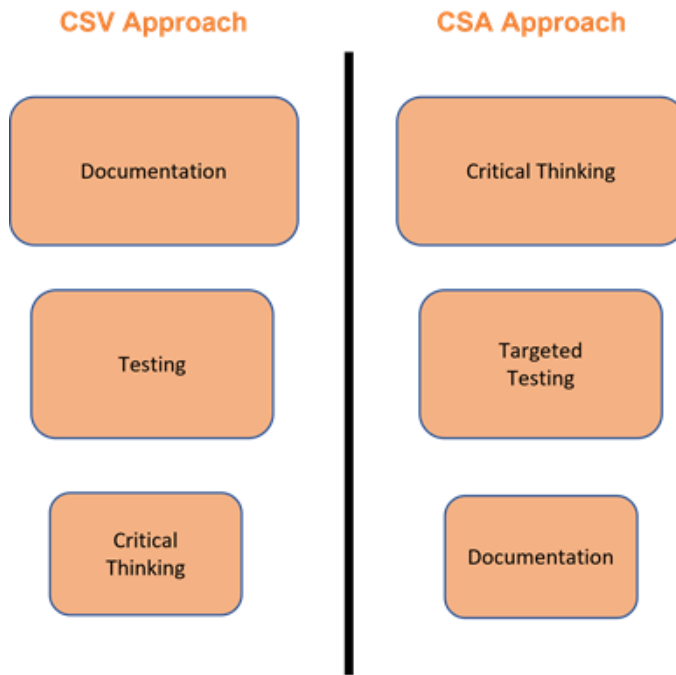 CSV Approach
CSA Approach
Documentation
Critical Thinking
Testing
Targeted
Testing
Critical
Thinking
Documentation